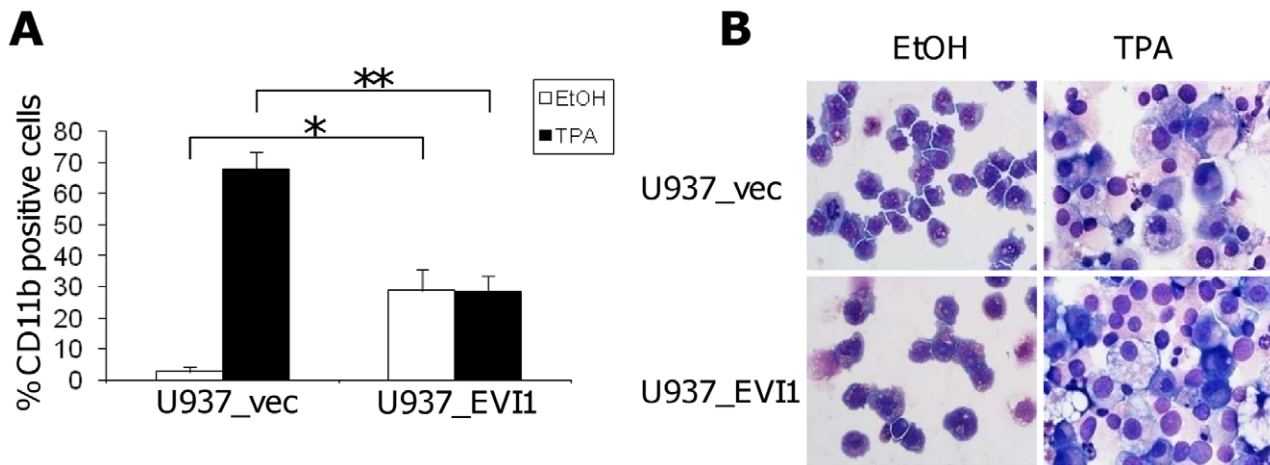 A
% CD11b positive cells
80
70
60
50
40
30
20
10
0
*
**
EtOH
TPA
U937_vec
U937_EVI1
B
EtOH
TPA
U937_vec
U937_EVI1